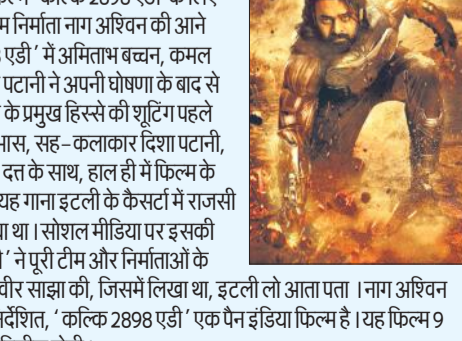 कल्कि 2898 एडी ' के लिए
निर्माता नाग अश्विन की आने
एडी ' में अमिताभ बच्चन, कमल
पटानी ने अपनी घोषणा के बाद से
के प्रमुख हिस्से की शूटिंग पहले
सह-कलाकार दिशा पटानी,
दत्त के साथ, हाल ही में फिल्म के
यह गाना इटली के कैसर्टा में राजसी
था । सोशल मीडिया पर इसकी
' ने पूरी टीम और निर्माताओं के
साझा की, जिसमें लिखा था, इटली लो आता पता ।नाग अश्विन
'कल्कि 2898 एडी ' एक पैन इंडिया फिल्म है ।यह फिल्म 9